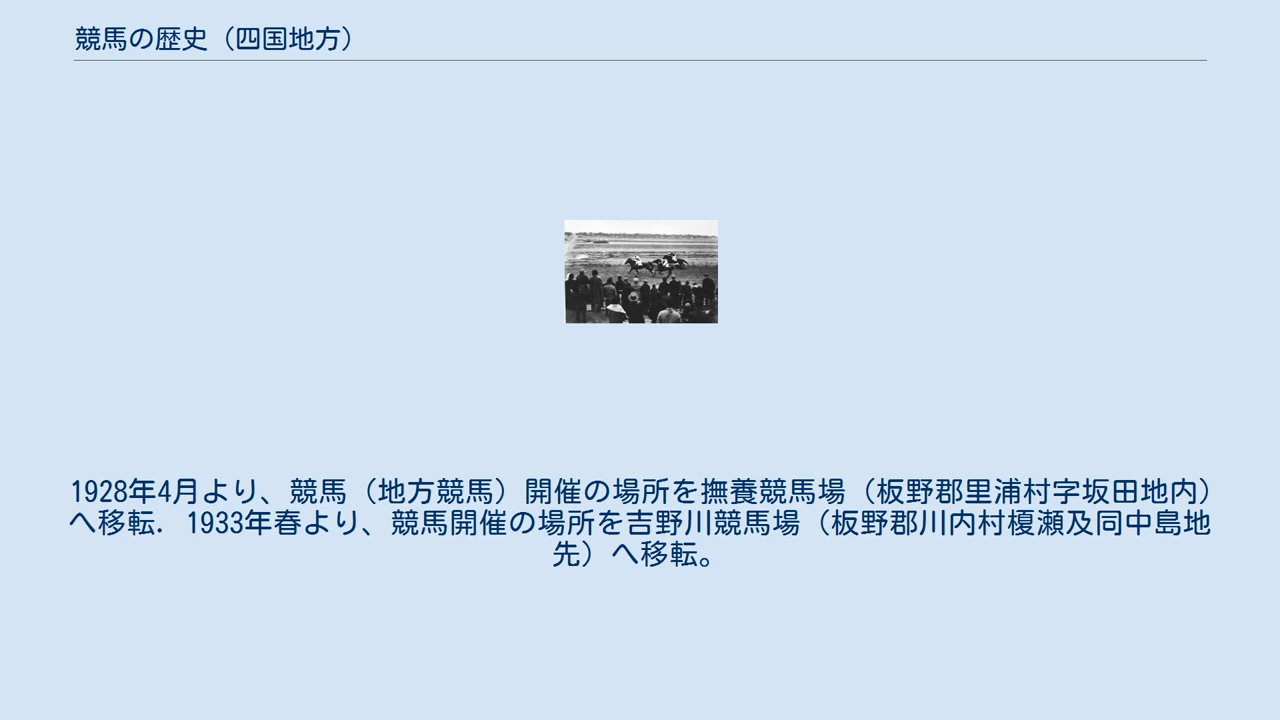 競馬の歴史（四国地方）
1928年4月より、競馬（地方競馬）開催の場所を撫養競馬場（板野郡里浦村字坂田地内）
へ移転． 1933年春より、競馬開催の場所を吉野川競馬場（板野郡川内村榎瀬及同中島地
先）へ移転。